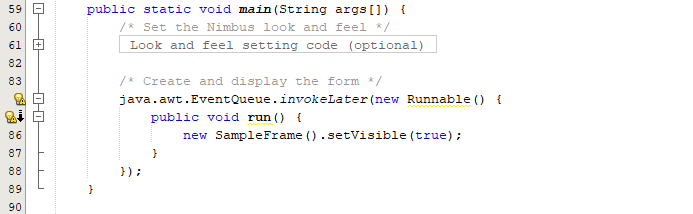 59 public static void main(String args[]) {
60 /* Set the Nimbus look and feel */
61 Look and feel setting code (optional)
82
83 /* Create and display the form */
java.awt.EventQueue.invokeLater(new Runnable() {
public void run() {
86 new SampleFrame().setVisible(true);
87 }
88 });
89 }
90